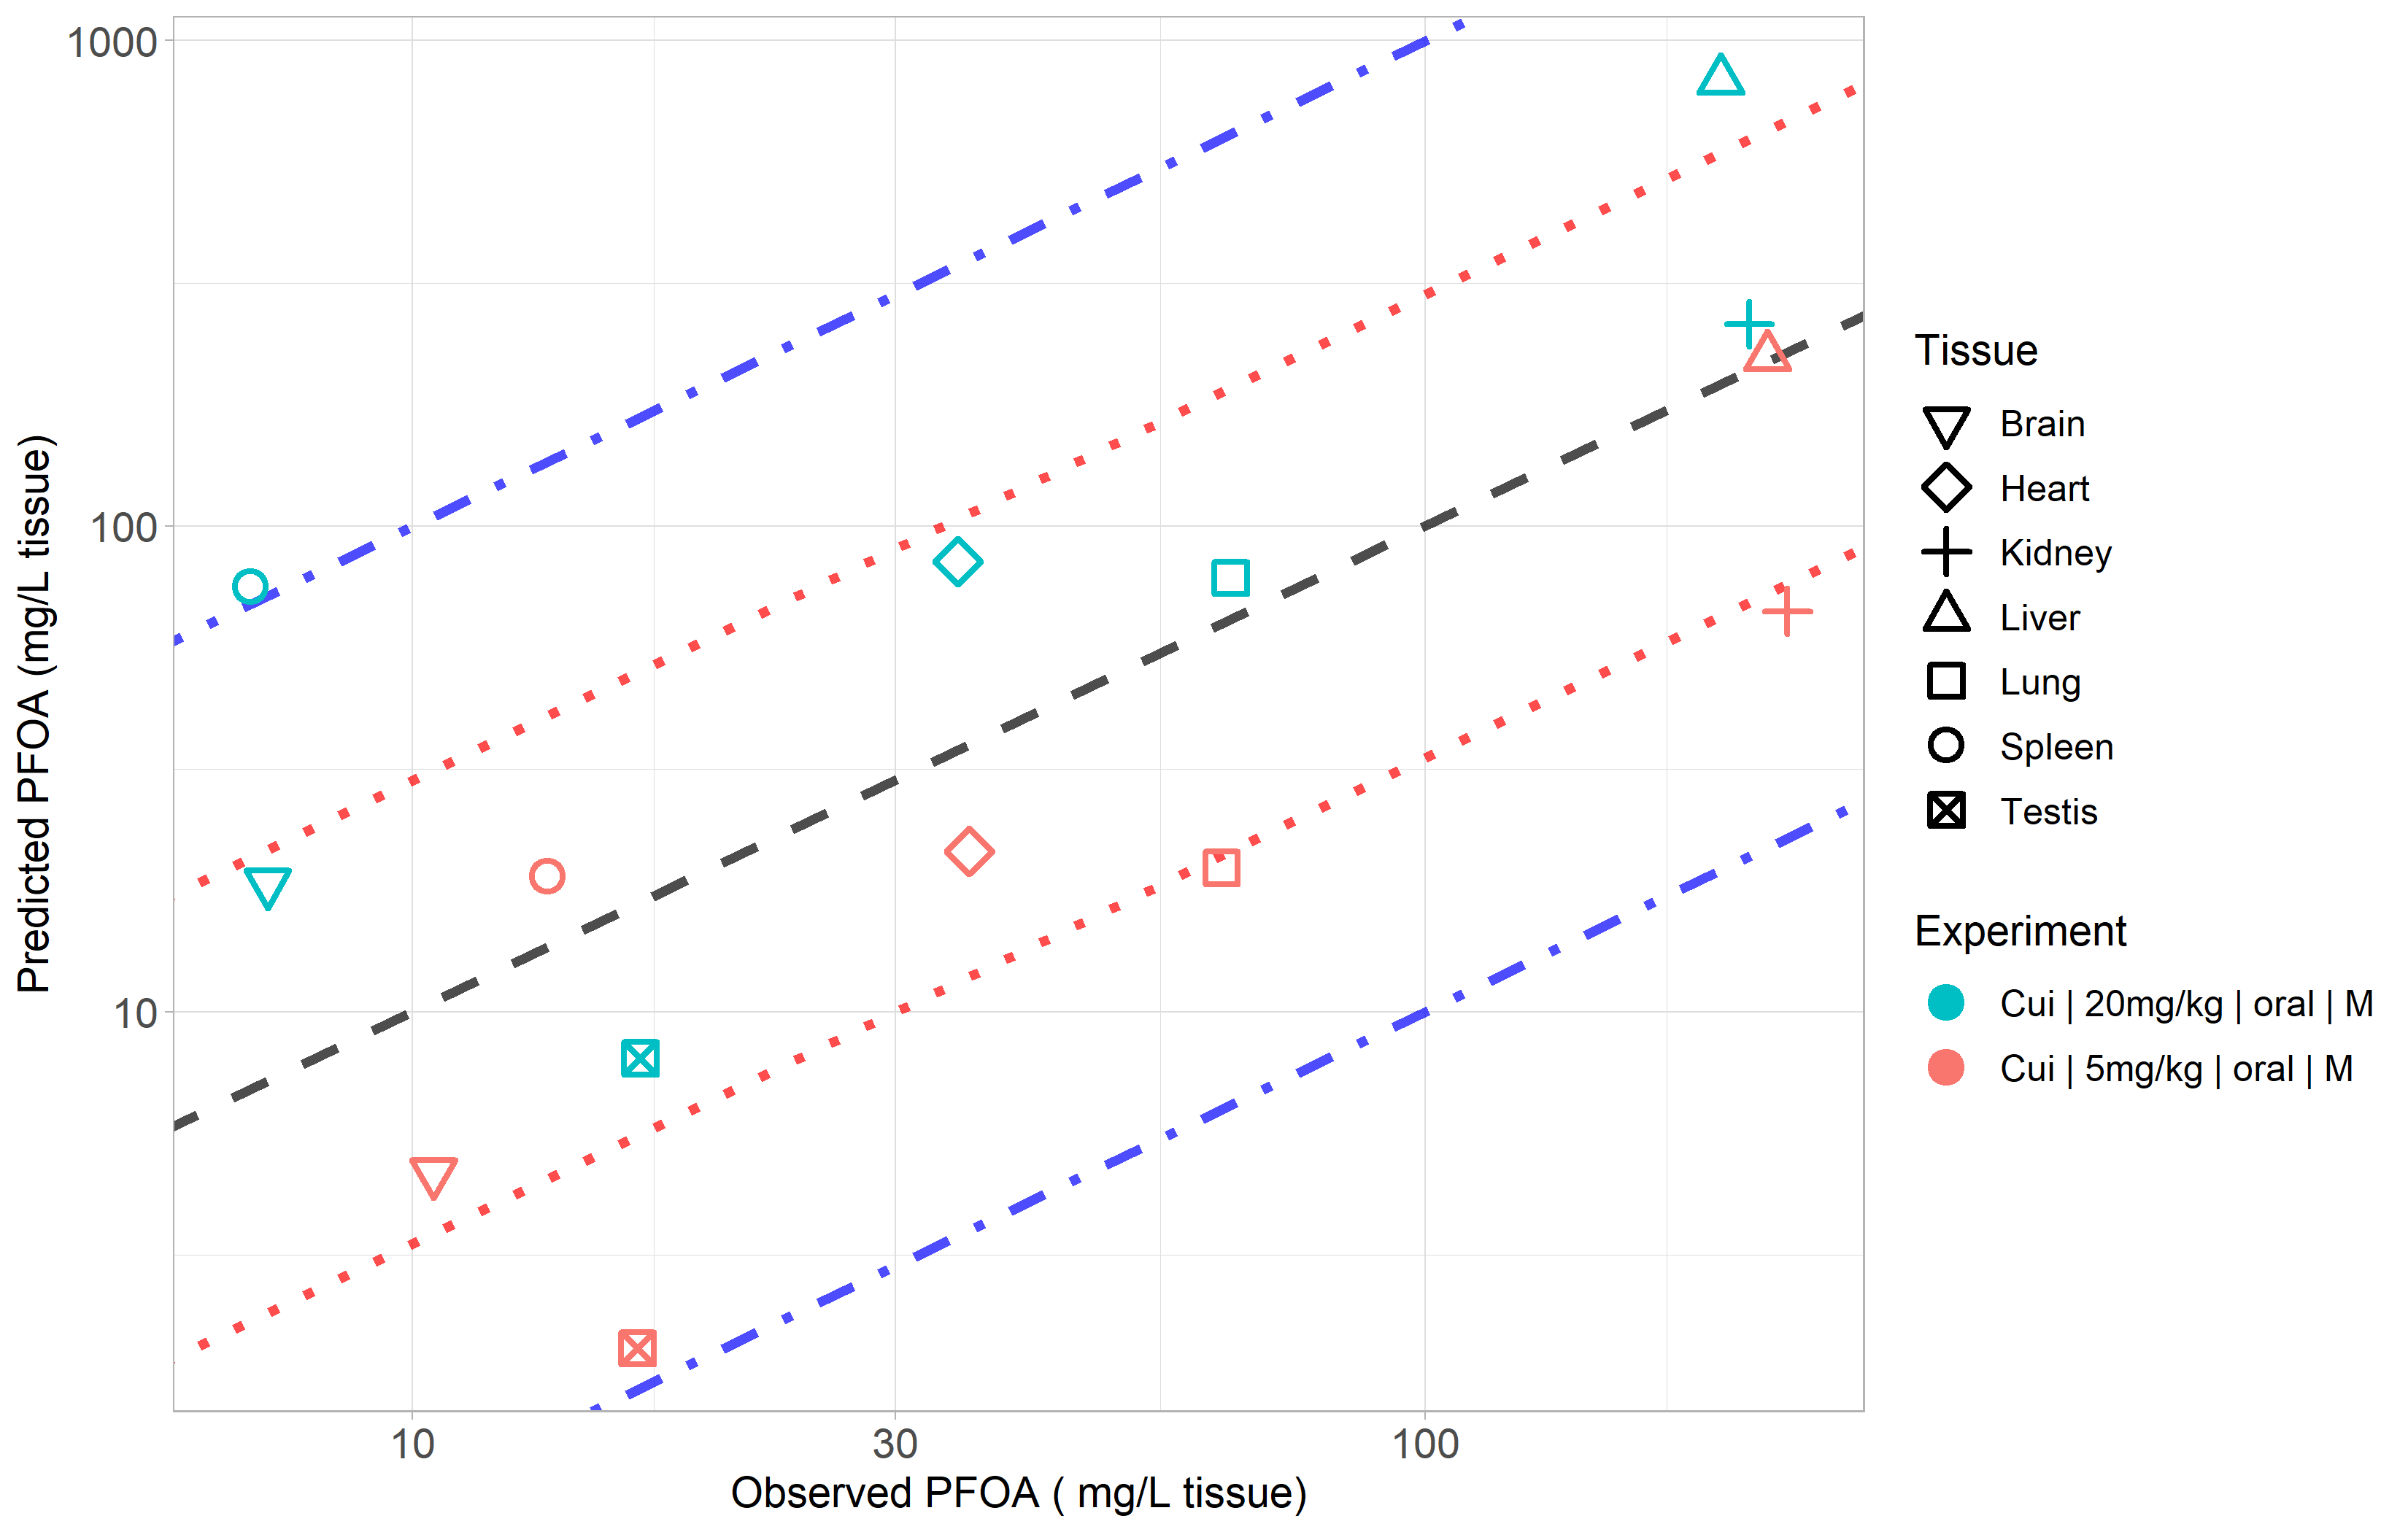 1000
100
10
Predicted PFOA (mg/L tissue)
10
30
100
Observed PFOA ( mg/L tissue)
Tissue
Brain
Heart
Kidney
Liver
Lung
Spleen
Testis
Experiment
Cui | 20mg/kg | oral | M
Cui | 5mg/kg | oral | M